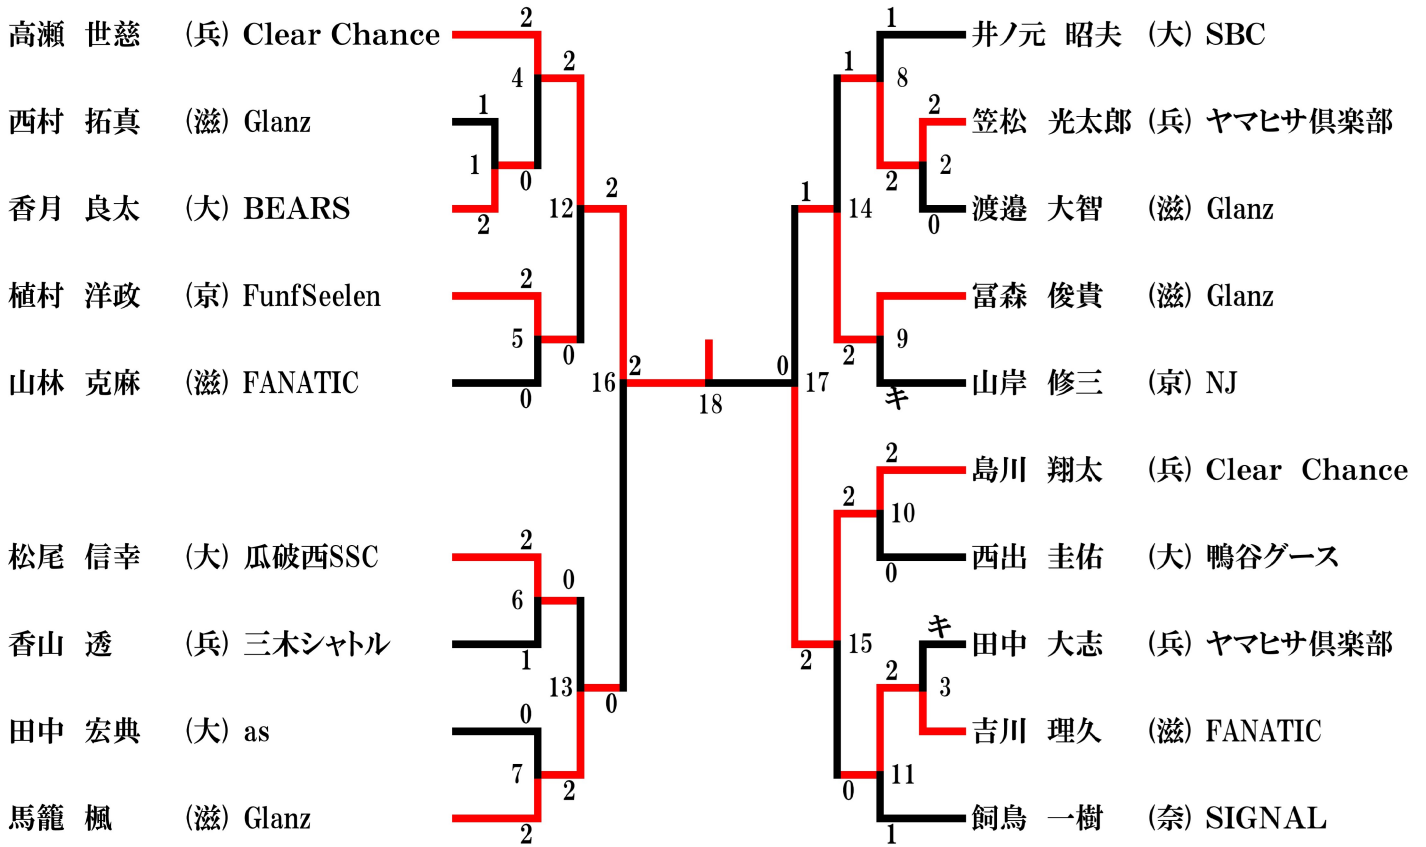 高瀬 世慈 (兵) Clear Chance
西村 拓真 (滋) Glanz
香月 良太 (大) BEARS
植村 洋政 (京) FunfSeelen
山林 克麻 (滋) FANATIC
松尾 信幸 (大) 瓜破西SSC
香山 透 (兵) 三木シャトル
田中 宏典 (大) as
馬籠 楓 (滋) Glanz
2
4
2
1
1
0
2
12
2
2
5
0
0
16
2
18
2
6
0
1
13
0
0
7
2
2
井ノ元 昭夫 (大) SBC
笠松 光太郎 (兵) ヤマヒサ倶楽部
渡邉 大智 (滋) Glanz
冨森 俊貴 (滋) Glanz
山岸 修三 (京) NJ
島川 翔太 (兵) Clear Chance
西出 圭佑 (大) 鴨谷グース
田中 大志 (兵) ヤマヒサ倶楽部
吉川 理久 (滋) FANATIC
飼鳥 一樹 (奈) SIGNAL
1
1
8
2
2
2
0
1
14
9
2
キ
0
17
2
2
10
0
キ
15
2
2
3
11
0
1